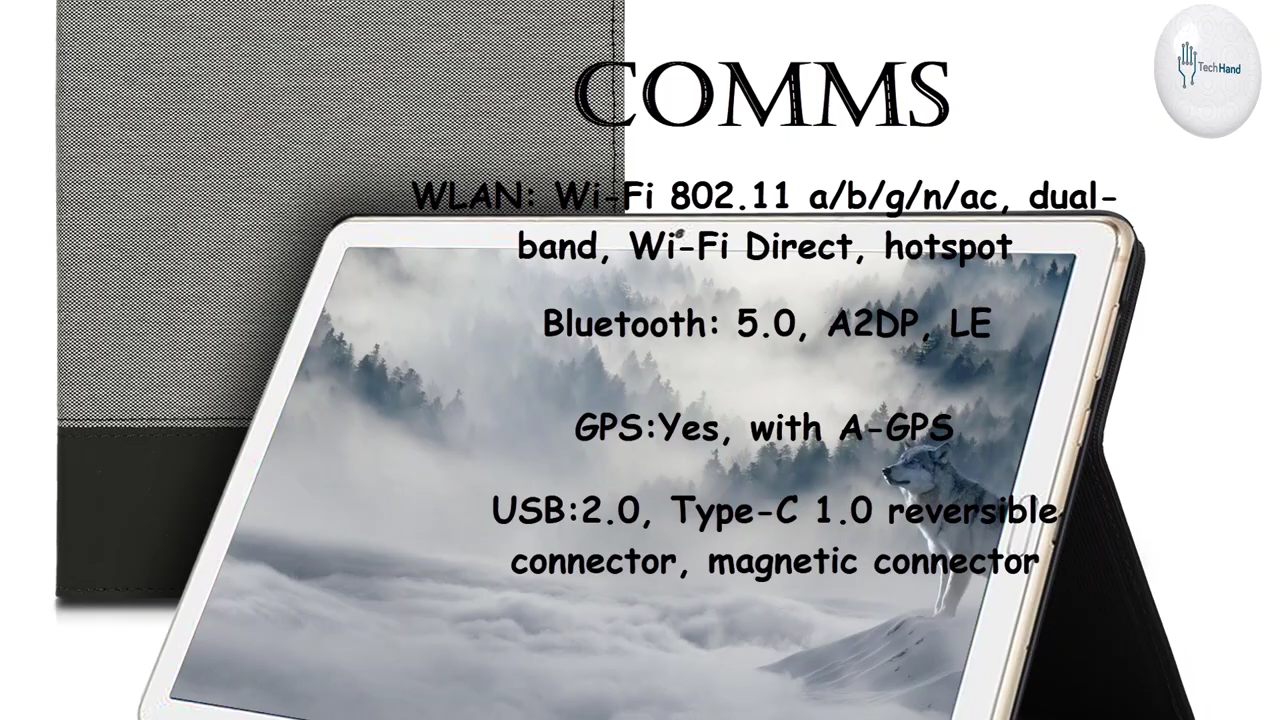 COMMS
TechHand
WLAN: Wi-Fi 802.11 a/b/g/n/ac, dual-
band, Wi-Fi Direct, hotspot
Bluetooth: 5.0, A2DP, LE
GPS:Yes, with A-GPS
USB:2.0, Type-C 1.0 reversible
connector, magnetic connector